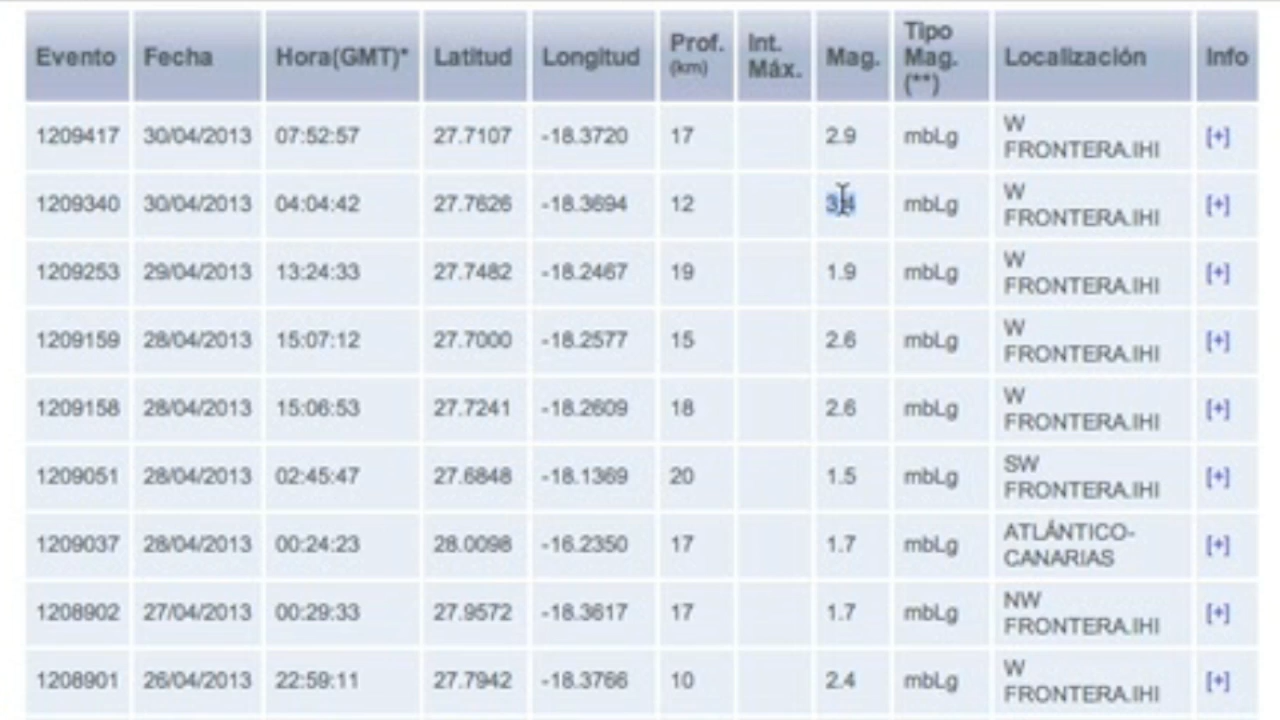 Evento Fecha Hora(GMT)* Latitud Longitud Prof. (km) Int. Máx. Mag. Tipo Mag. (**) Localización Info
1209417 30/04/2013 07:52:57 27.7107 -18.3720 17 2.9 mbLg W FRONTERA.IHI [+]
1209340 30/04/2013 04:04:42 27.7626 -18.3694 12 mbLg W FRONTERA.IHI [+]
1209253 29/04/2013 13:24:33 27.7482 -18.2467 19 1.9 mbLg W FRONTERA.IHI [+]
1209159 28/04/2013 15:07:12 27.7000 -18.2577 15 2.6 mbLg W FRONTERA.IHI [+]
1209158 28/04/2013 15:06:53 27.7241 -18.2609 18 2.6 mbLg W FRONTERA.IHI [+]
1209051 28/04/2013 02:45:47 27.6848 -18.1369 20 1.5 mbLg SW FRONTERA.IHI [+]
1209037 28/04/2013 00:24:23 28.0098 -16.2350 17 1.7 mbLg ATLÁNTICO-CANARIAS [+]
1208902 27/04/2013 00:29:33 27.9572 -18.3617 17 1.7 mbLg NW FRONTERA.IHI [+]
1208901 26/04/2013 22:59:11 27.7942 -18.3766 10 2.4 mbLg W FRONTERA.IHI [+]